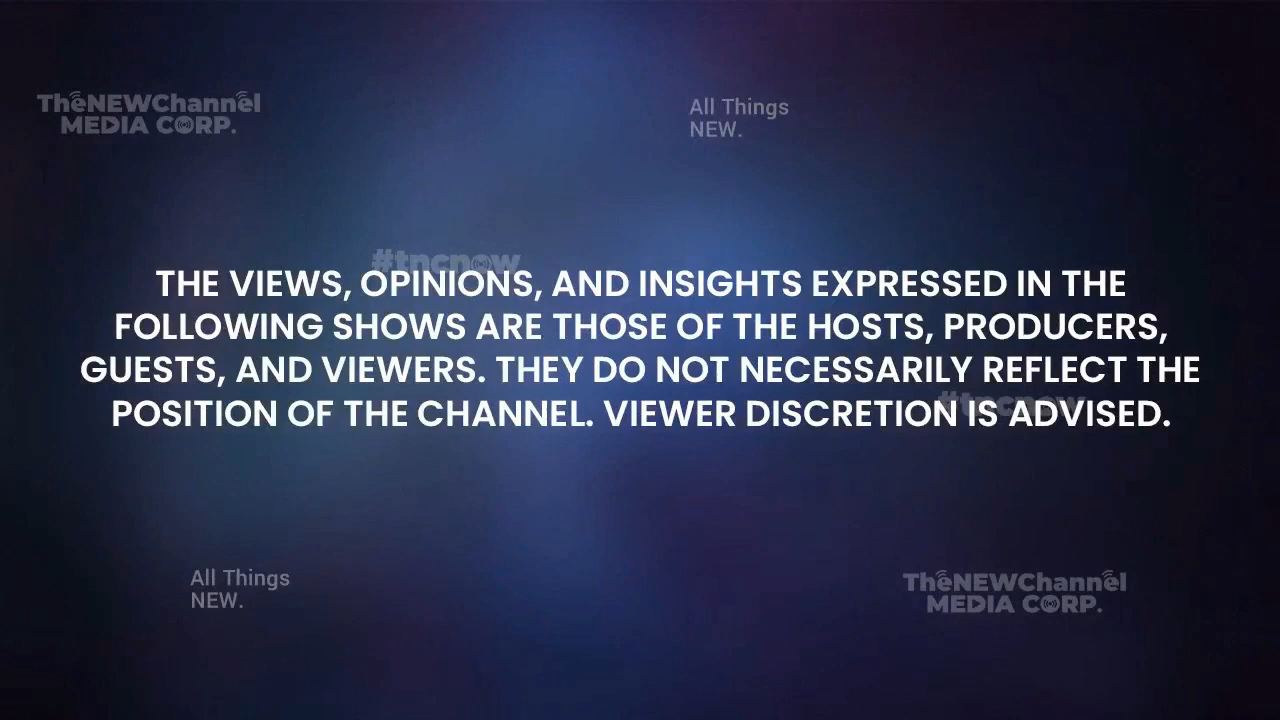 TheNEWChannel
MEDIA CORP.
All Things
NEW.
#tncnow
THE VIEWS, OPINIONS, AND INSIGHTS EXPRESSED IN THE
FOLLOWING SHOWS ARE THOSE OF THE HOSTS, PRODUCERS,
GUESTS, AND VIEWERS. THEY DO NOT NECESSARILY REFLECT THE
POSITION OF THE CHANNEL. VIEWER DISCRETION IS ADVISED.
#tncnow
All Things
NEW.
TheNEWChannel
MEDIA CORP.